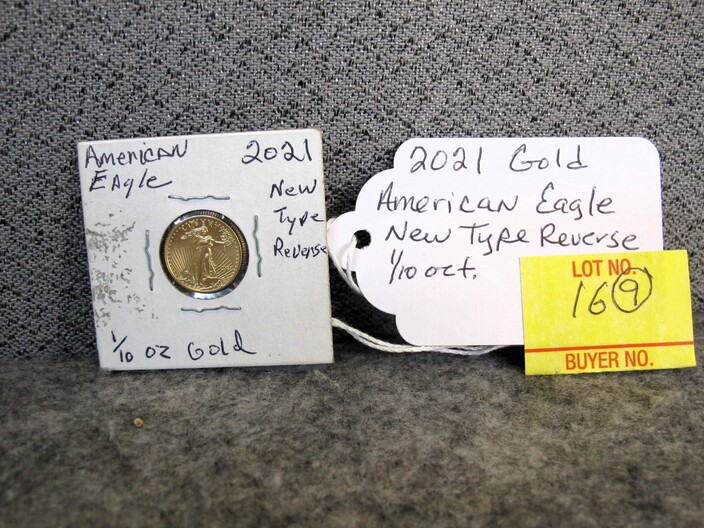 American 2021
Eagle
New
Type
Reverse
1/10 oz Gold
2021 Gold
American Eagle
New Type Reverse
1/10 oct.
LOT NO.
169
BUYER NO.